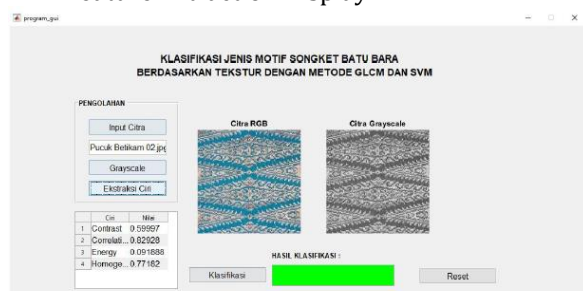 program_gui
KLASIFIKASI JENIS MOTIF SONGKET BATU BARA
BERDASARKAN TEKSTUR DENGAN METODE GLCM DAN SVM
PENGOLAHAN
Input Citra
Pucuk Betikam 02.jpg
Grayscale
Ekstraksi Ciri
Citra RGB
Citra Grayscale
Ciri Nilai
1 Contrast 0.59997
2 Correlati... 0.82928
3 Energy 0.091888
4 Homoge... 0.77182
HASIL KLASIFIKASI :
Klasifikasi
Reset